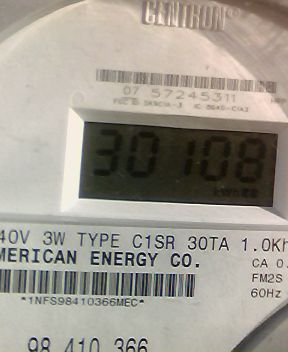 CENTRON®
07 57245311
30108
kWh
40V 3W TYPE C1SR 30TA 1.0Kh
MERICAN ENERGY CO.
CA 0.
FM2S
60Hz
*1NFS98410366MEC*
98 410 366